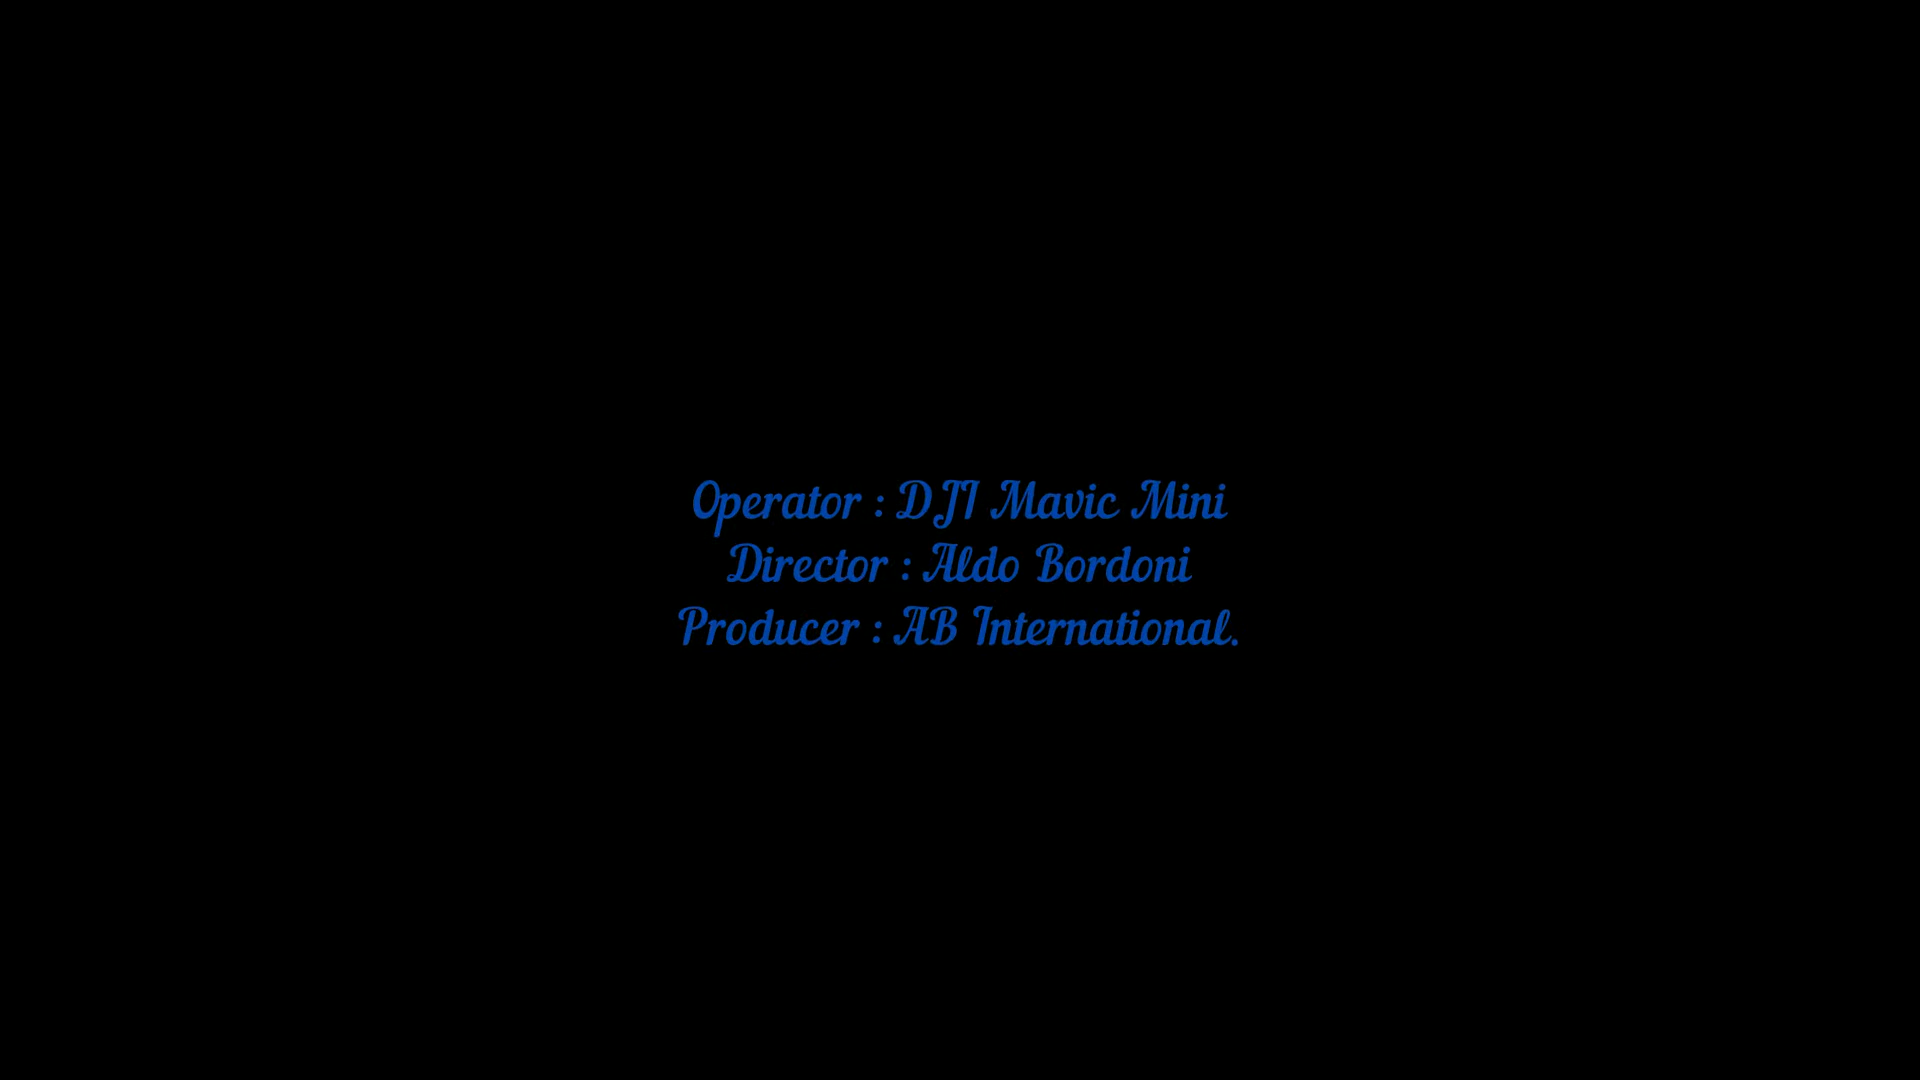 Operator : DJI Mavic Mini
Director : Aldo Bordoni
Producer : AB International.